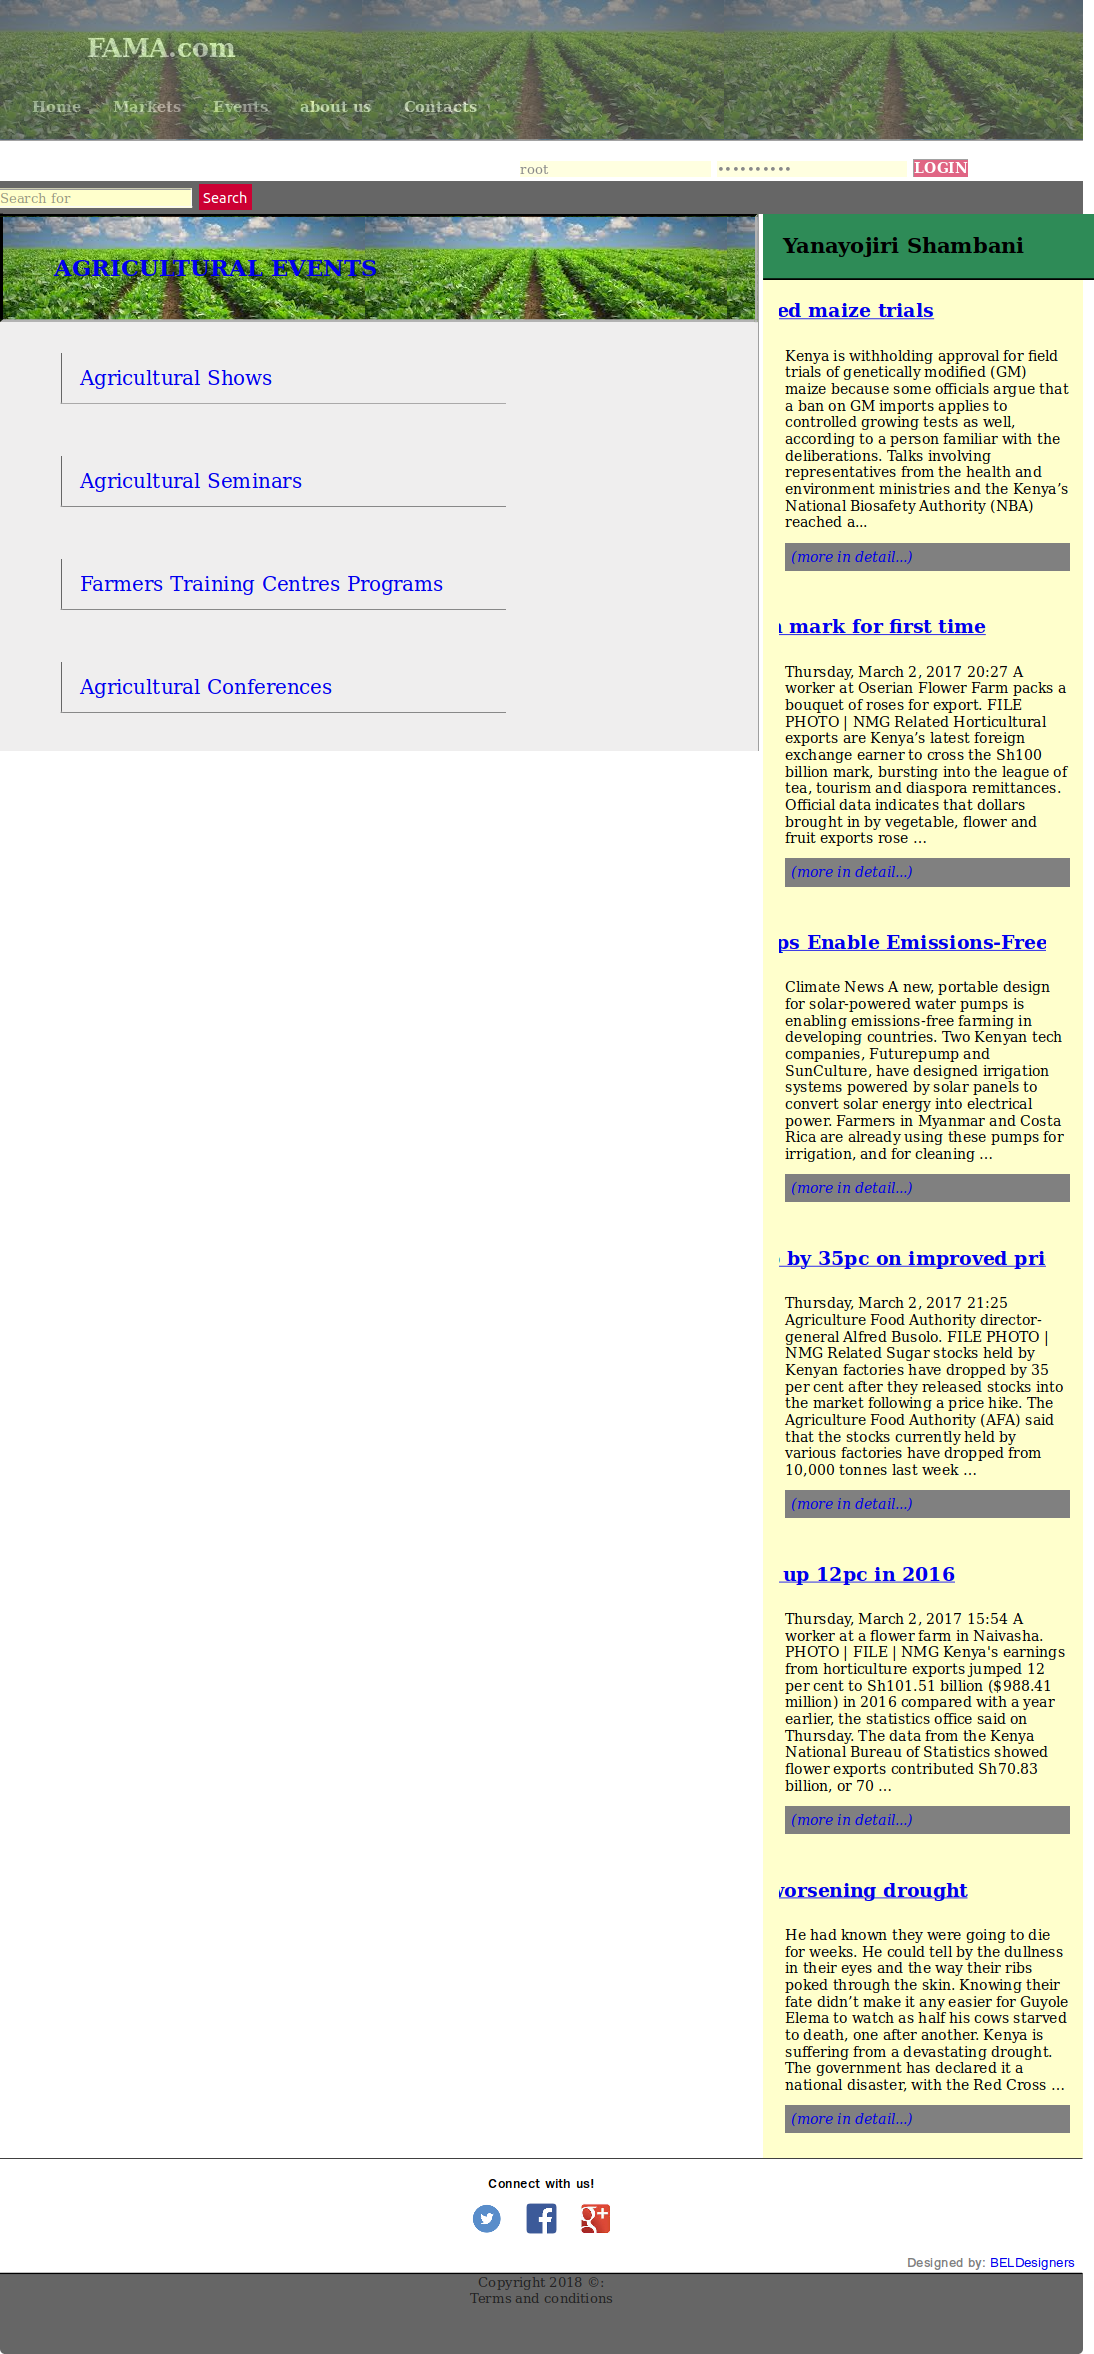 FAMA.com
Home Markets Events about us Contacts
root •••••••••• LOGIN
Search for Search
AGRICULTURAL EVENTS
Agricultural Shows
Agricultural Seminars
Farmers Training Centres Programs
Agricultural Conferences
Yanayojiri Shambani
ed maize trials
Kenya is withholding approval for field
trials of genetically modified (GM)
maize because some officials argue that
a ban on GM imports applies to
controlled growing tests as well,
according to a person familiar with the
deliberations. Talks involving
representatives from the health and
environment ministries and the Kenya’s
National Biosafety Authority (NBA)
reached a...
(more in detail...)
mark for first time
Thursday, March 2, 2017 20:27 A
worker at Oserian Flower Farm packs a
bouquet of roses for export. FILE
PHOTO | NMG Related Horticultural
exports are Kenya’s latest foreign
exchange earner to cross the Sh100
billion mark, bursting into the league of
tea, tourism and diaspora remittances.
Official data indicates that dollars
brought in by vegetable, flower and
fruit exports rose …
(more in detail...)
ps Enable Emissions-Free
Climate News A new, portable design
for solar-powered water pumps is
enabling emissions-free farming in
developing countries. Two Kenyan tech
companies, Futurepump and
SunCulture, have designed irrigation
systems powered by solar panels to
convert solar energy into electrical
power. Farmers in Myanmar and Costa
Rica are already using these pumps for
irrigation, and for cleaning …
(more in detail...)
by 35pc on improved pri
Thursday, March 2, 2017 21:25
Agriculture Food Authority director-
general Alfred Busolo. FILE PHOTO |
NMG Related Sugar stocks held by
Kenyan factories have dropped by 35
per cent after they released stocks into
the market following a price hike. The
Agriculture Food Authority (AFA) said
that the stocks currently held by
various factories have dropped from
10,000 tonnes last week …
(more in detail...)
up 12pc in 2016
Thursday, March 2, 2017 15:54 A
worker at a flower farm in Naivasha.
PHOTO | FILE | NMG Kenya's earnings
from horticulture exports jumped 12
per cent to Sh101.51 billion ($988.41
million) in 2016 compared with a year
earlier, the statistics office said on
Thursday. The data from the Kenya
National Bureau of Statistics showed
flower exports contributed Sh70.83
billion, or 70 …
(more in detail...)
vorsening drought
He had known they were going to die
for weeks. He could tell by the dullness
in their eyes and the way their ribs
poked through the skin. Knowing their
fate didn’t make it any easier for Guyole
Elema to watch as half his cows starved
to death, one after another. Kenya is
suffering from a devastating drought.
The government has declared it a
national disaster, with the Red Cross …
(more in detail...)
Connect with us!
Designed by: BELDesigners
Copyright 2018 ©:
Terms and conditions